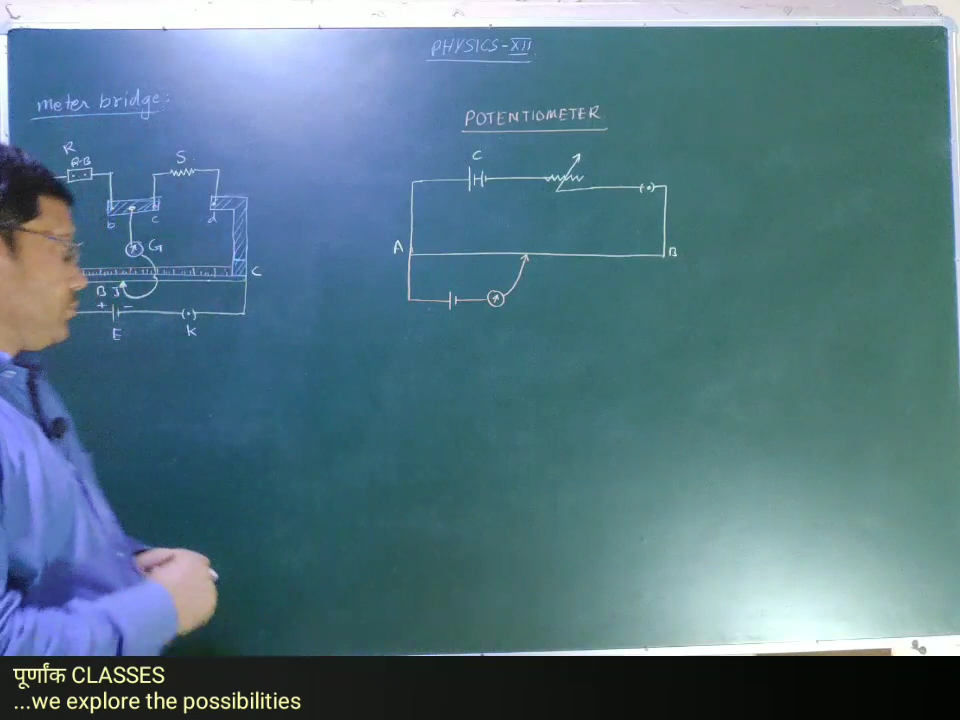 PHYSICS-XII
meter bridge:
POTENTIOMETER
R
R·B
S
b
c
d
G
C
B
J
+
−
E
K
C
A
B
पूर्णांक CLASSES
...we explore the possibilities